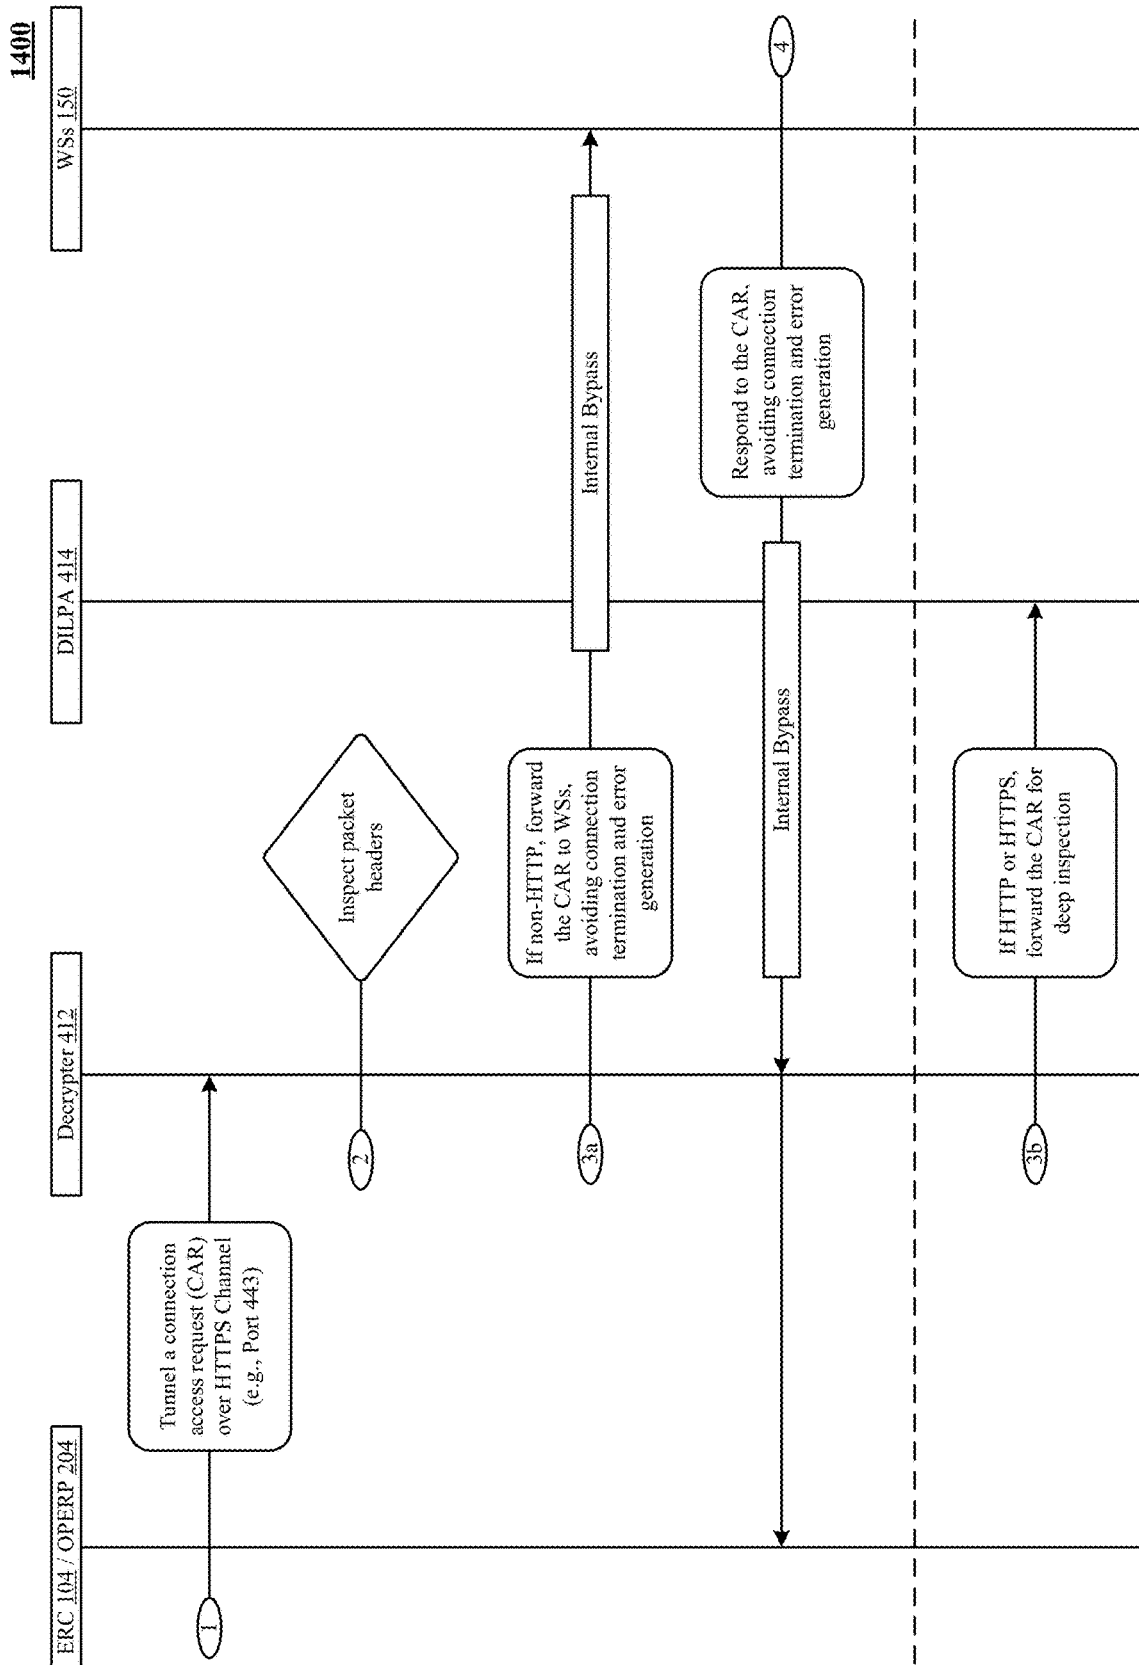 1400
ERC 104 / OPERP 204
Decrypter 412
DILPA 414
WSs 150
1
Tunnel a connection
access request (CAR)
over HTTPS Channel
(e.g., Port 443)
2
Inspect packet
headers
3a
If non-HTTP, forward
the CAR to WSs,
avoiding connection
termination and error
generation
Internal Bypass
4
Respond to the CAR,
avoiding connection
termination and error
generation
Internal Bypass
3b
If HTTP or HTTPS,
forward the CAR for
deep inspection